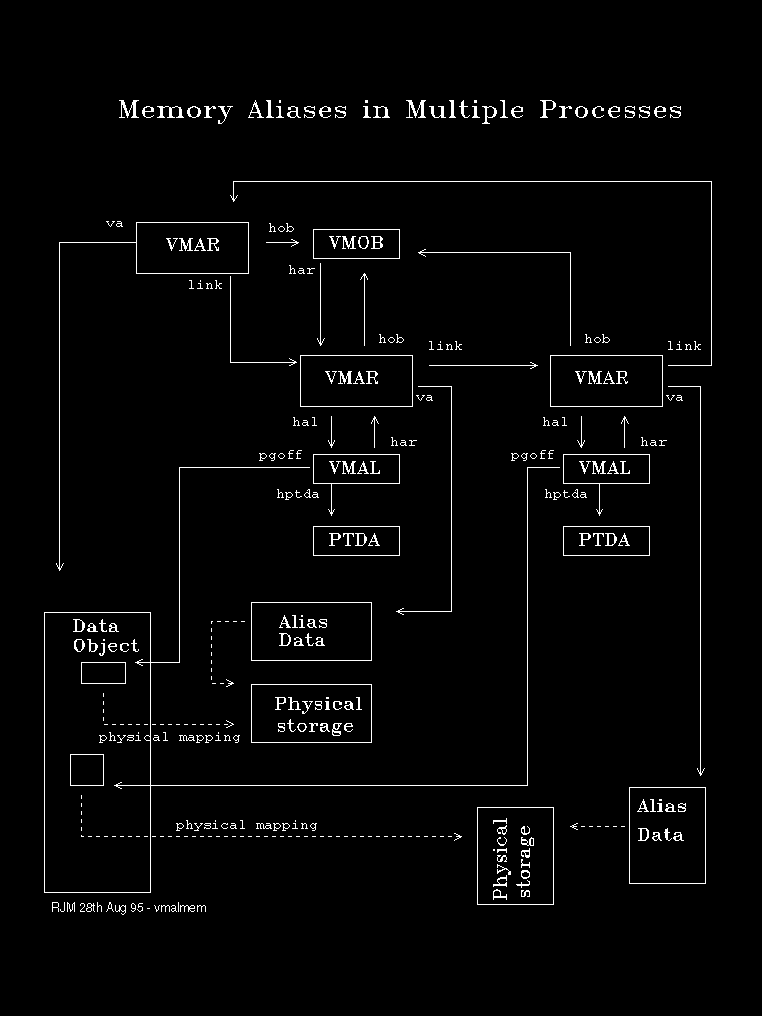 Memory Aliases in Multiple Processes
va
VMAR
hob
VMOB
har
link
hob
link
hob
link
VMAR
va
VMAR
va
hal
har
hal
har
pgoff
VMAL
pgoff
VMAL
hptda
hptda
PTDA
PTDA
Data
Object
Alias
Data
Physical
storage
physical mapping
physical mapping
Physical
storage
Alias
Data
RJM 28th Aug 95 - vmalmem